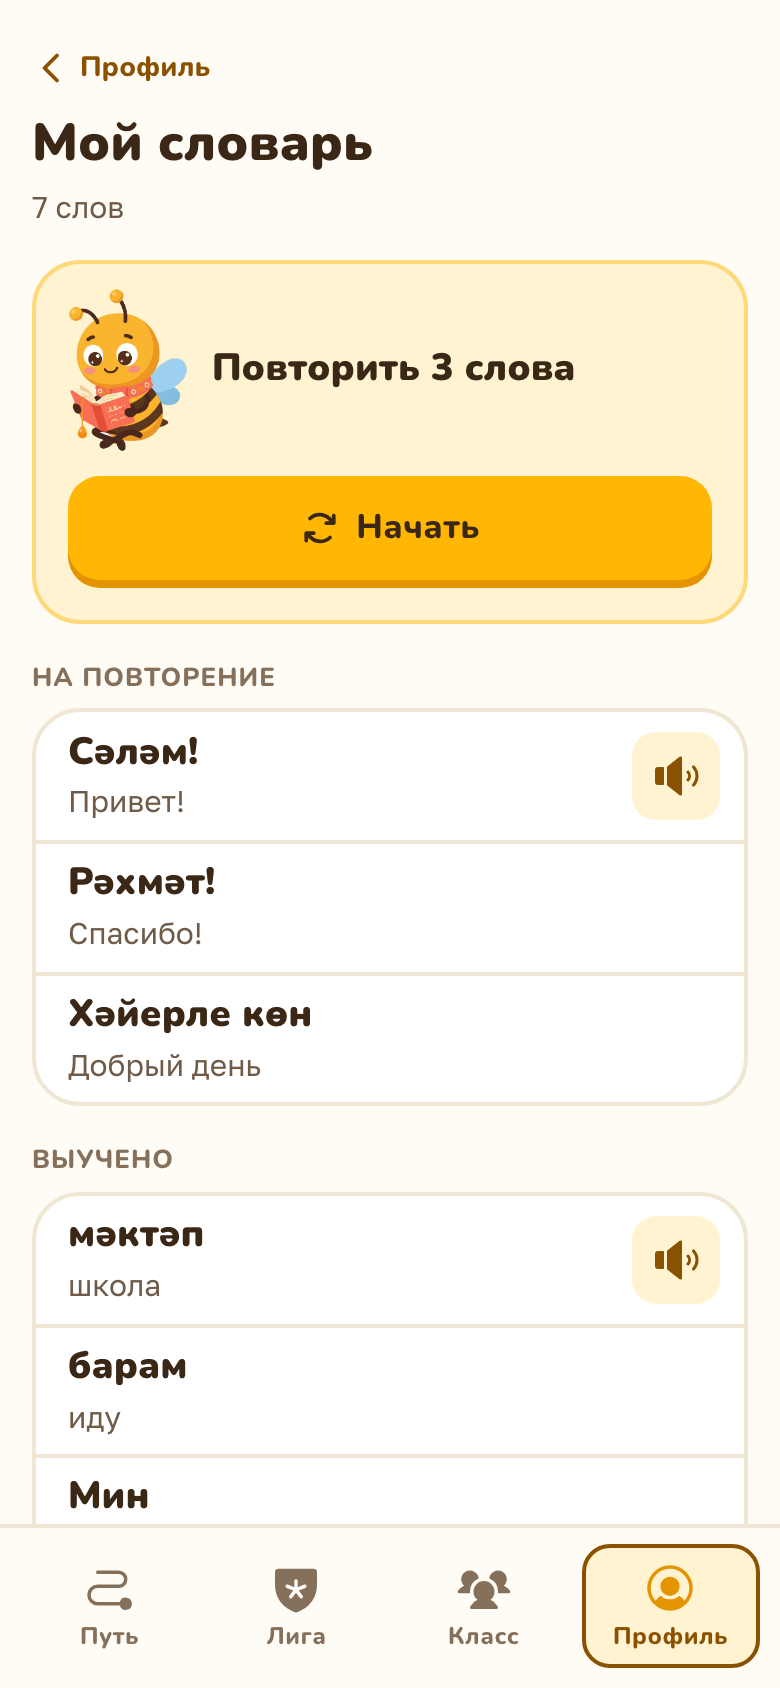 Профиль
Мой словарь
7 слов
Повторить 3 слова
Начать
НА ПОВТОРЕНИЕ
Сәләм!
Привет!
Рәхмәт!
Спасибо!
Хәйерле көн
Добрый день
ВЫУЧЕНО
мәктәп
школа
барам
иду
Мин
Путь
Лига
Класс
Профиль